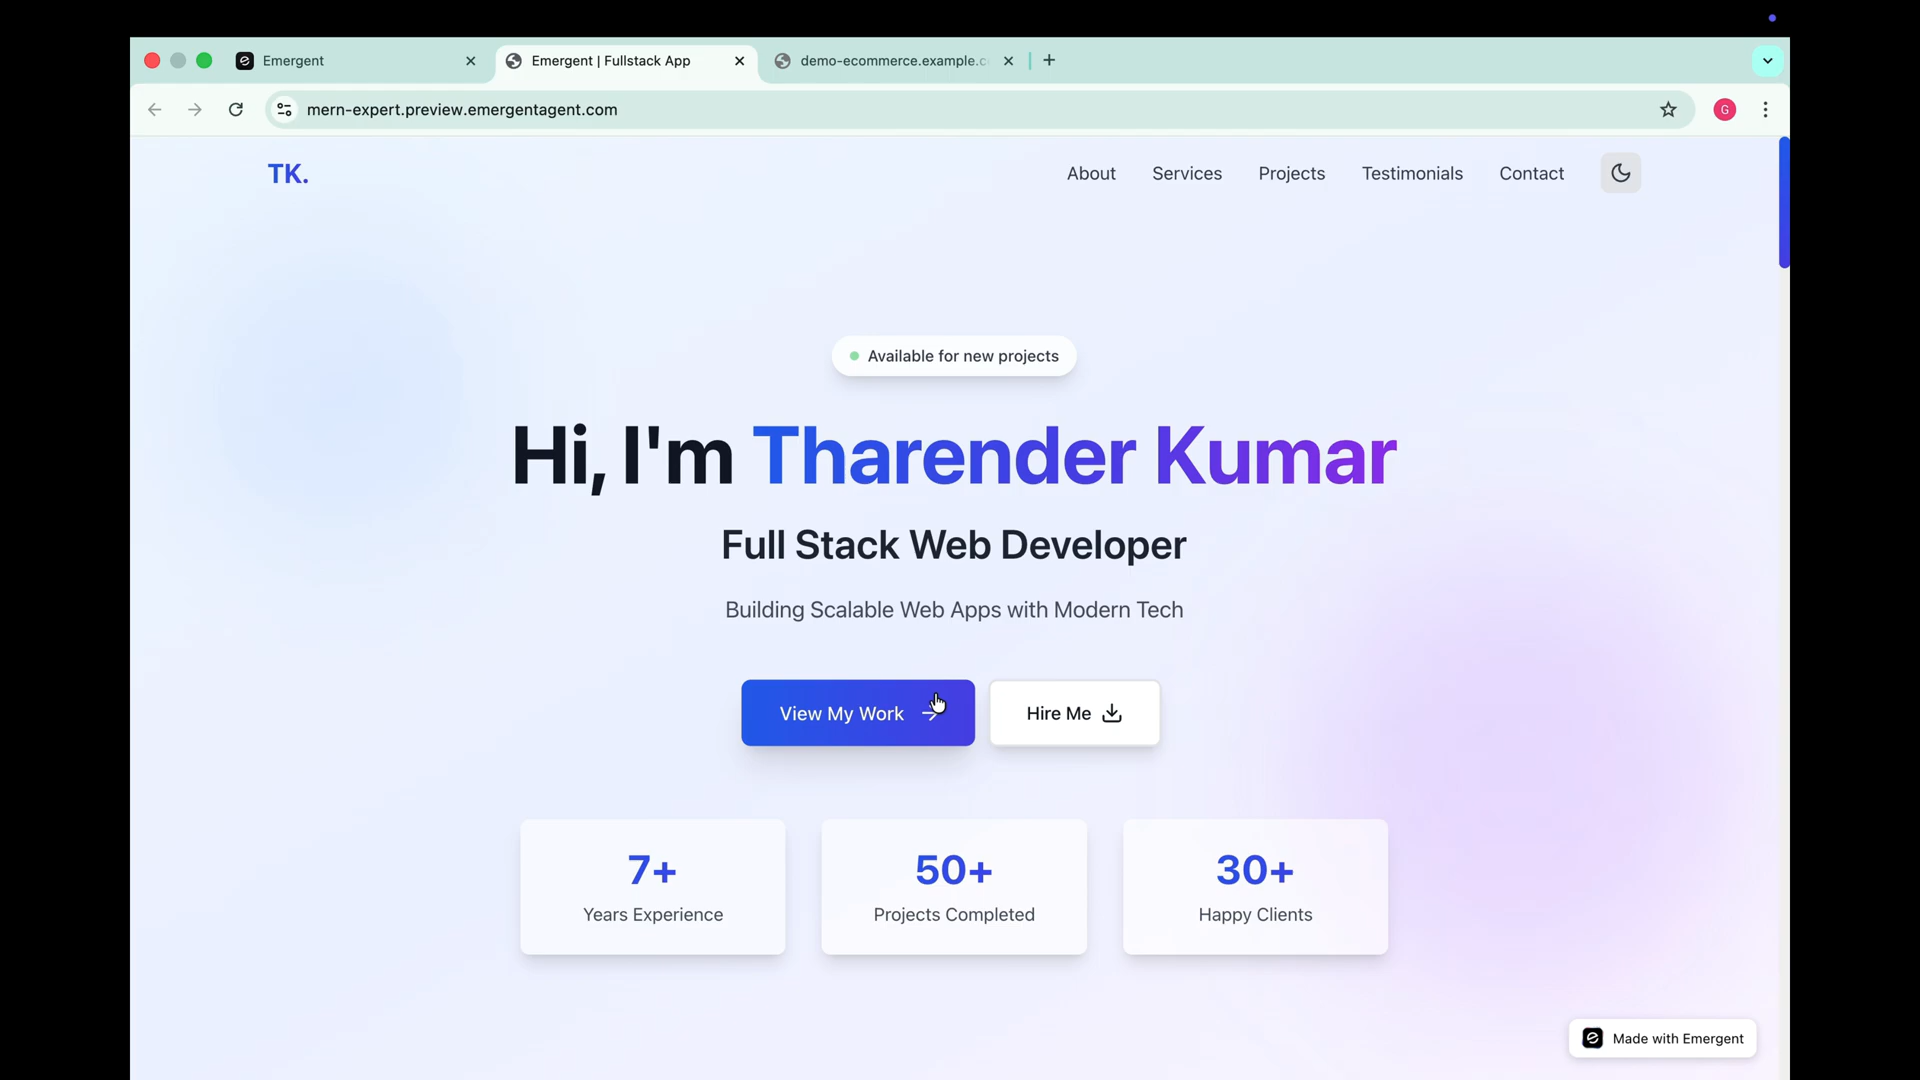 Emergent
Emergent | Fullstack App
demo-ecommerce.example.c
mern-expert.preview.emergentagent.com
G
TK.
About
Services
Projects
Testimonials
Contact
Available for new projects
Hi, I'm Tharender Kumar
Full Stack Web Developer
Building Scalable Web Apps with Modern Tech
View My Work
Hire Me
7+
Years Experience
50+
Projects Completed
30+
Happy Clients
Made with Emergent